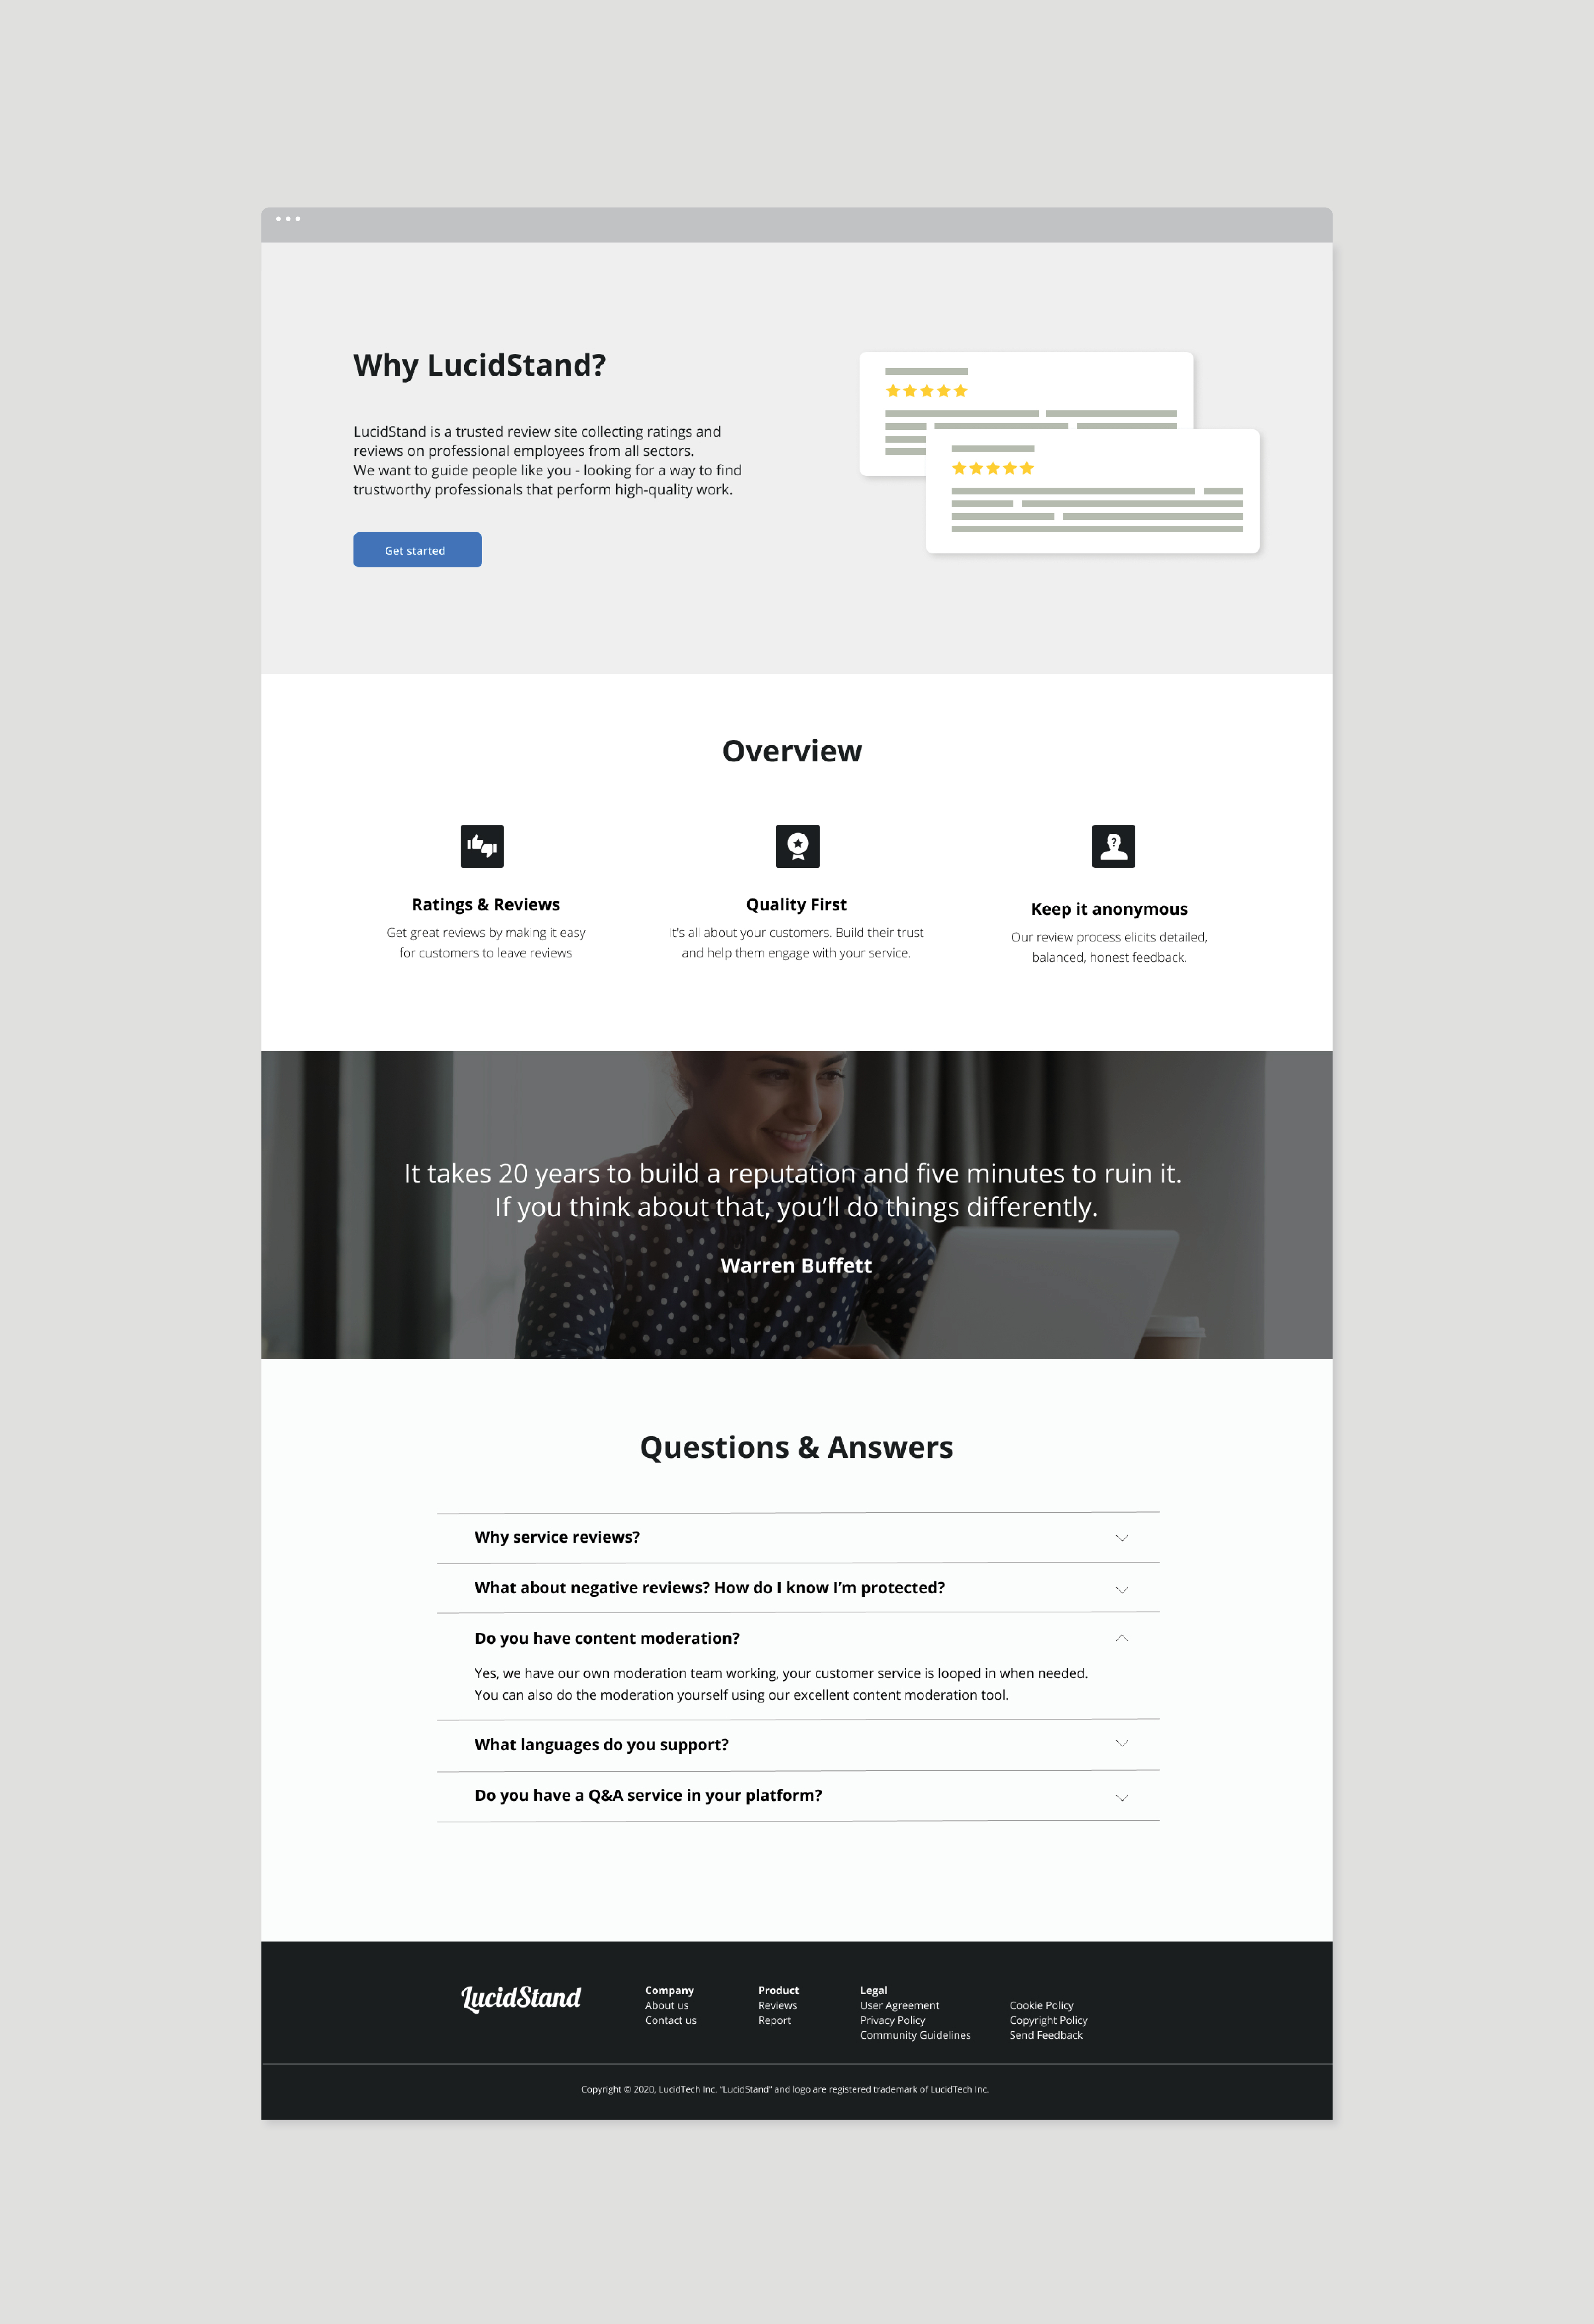 Why LucidStand?
LucidStand is a trusted review site collecting ratings and
reviews on professional employees from all sectors.
We want to guide people like you - looking for a way to find
trustworthy professionals that perform high-quality work.
Get started
Overview
Ratings & Reviews
Get great reviews by making it easy
for customers to leave reviews
Quality First
It's all about your customers. Build their trust
and help them engage with your service.
Keep it anonymous
Our review process elicits detailed,
balanced, honest feedback.
It takes 20 years to build a reputation and five minutes to ruin it.
If you think about that, you’ll do things differently.
Warren Buffett
Questions & Answers
Why service reviews?
What about negative reviews? How do I know I’m protected?
Do you have content moderation?
Yes, we have our own moderation team working, your customer service is looped in when needed.
You can also do the moderation yourself using our excellent content moderation tool.
What languages do you support?
Do you have a Q&A service in your platform?
LucidStand
Company
About us
Contact us
Product
Reviews
Report
Legal
User Agreement
Privacy Policy
Community Guidelines
Cookie Policy
Copyright Policy
Send Feedback
Copyright © 2020, LucidTech Inc. “LucidStand” and logo are registered trademark of LucidTech Inc.